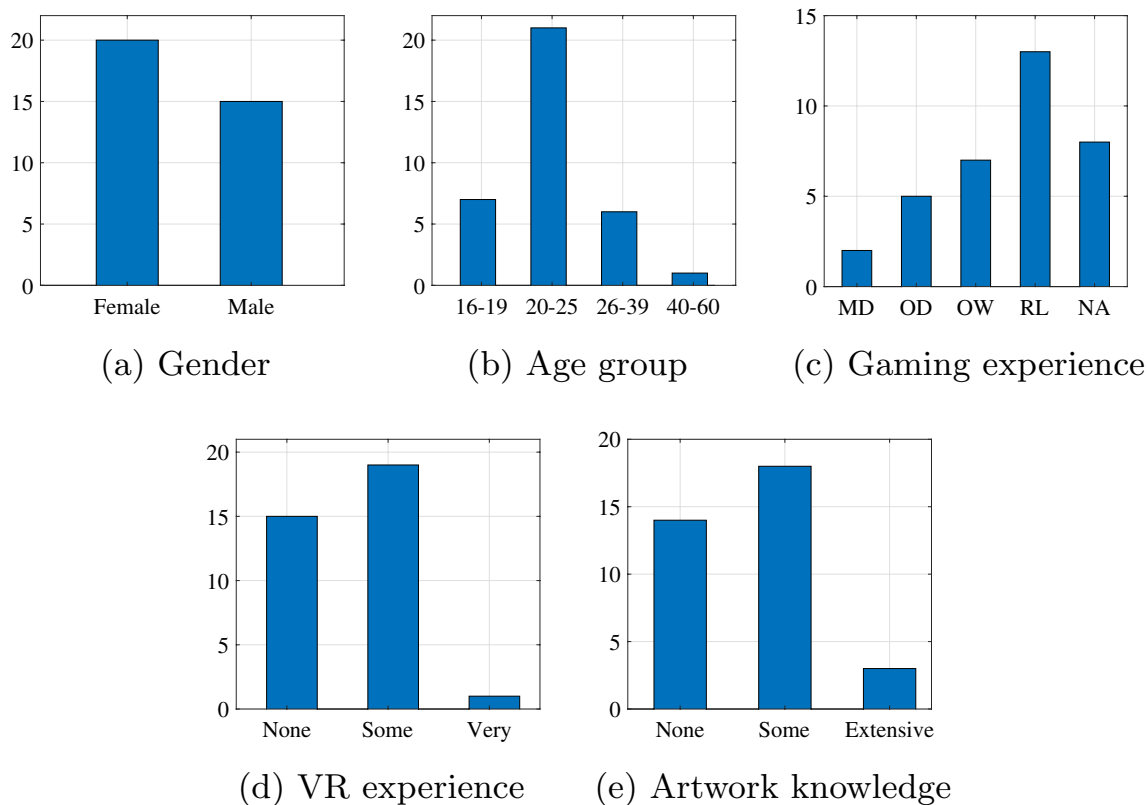 20
15
10
5
0
Female Male
(a) Gender
20
15
10
5
0
16-19 20-25 26-39 40-60
(b) Age group
15
10
5
0
MD OD OW RL NA
(c) Gaming experience
20
15
10
5
0
None Some Very
(d) VR experience
20
15
10
5
0
None Some Extensive
(e) Artwork knowledge